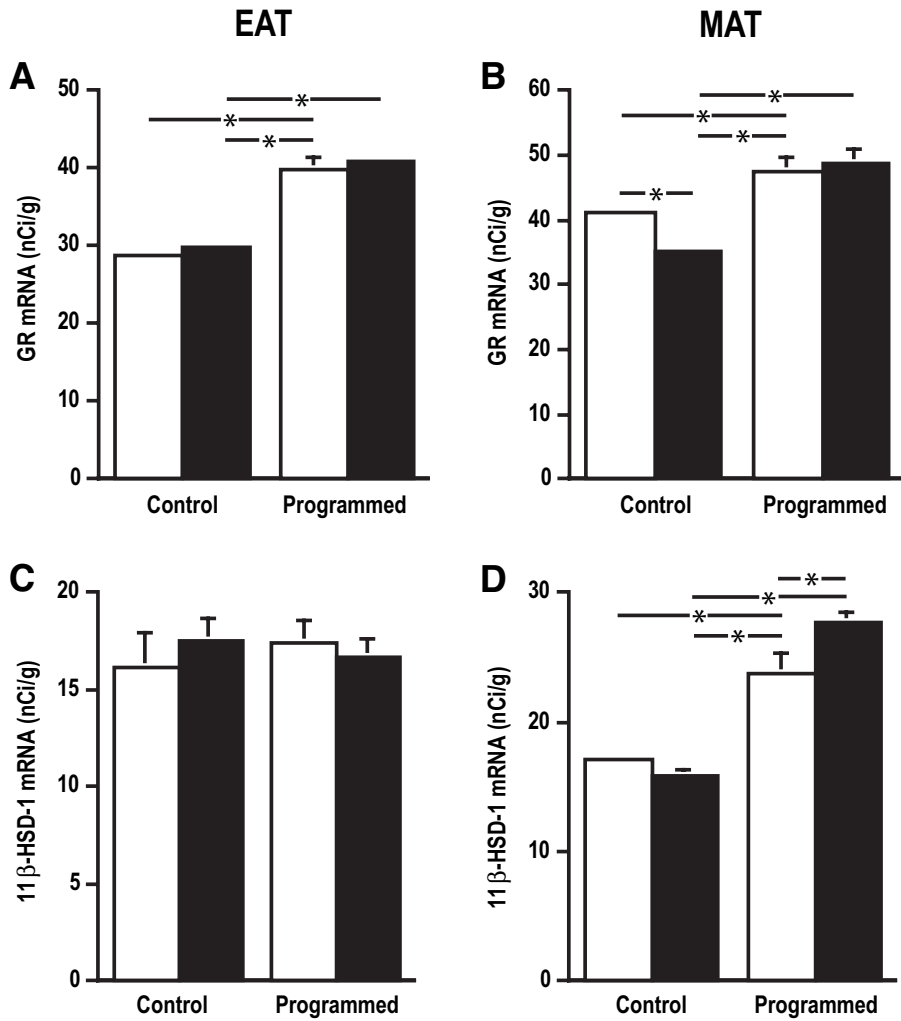 EAT
MAT
A
50
40
30
20
10
0
GR mRNA (nCi/g)
*
*
*
Control
Programmed
B
60
50
40
30
20
10
0
GR mRNA (nCi/g)
*
*
*
*
Control
Programmed
C
20
15
10
5
0
11β-HSD-1 mRNA (nCi/g)
Control
Programmed
D
30
20
10
0
11β-HSD-1 mRNA (nCi/g)
*
*
*
*
Control
Programmed